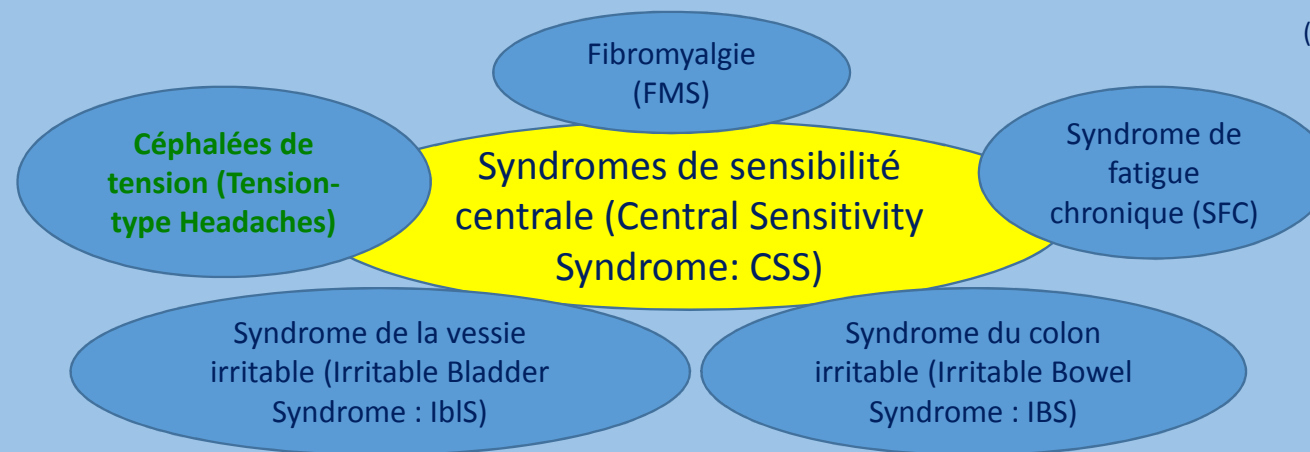 (
Fibromyalgie
(FMS)
Céphalées de
tension (Tension-
type Headaches)
Syndromes de sensibilité
centrale (Central Sensitivity
Syndrome: CSS)
Syndrome de
fatigue
chronique (SFC)
Syndrome de la vessie
irritable (Irritable Bladder
Syndrome : IblS)
Syndrome du colon
irritable (Irritable Bowel
Syndrome : IBS)